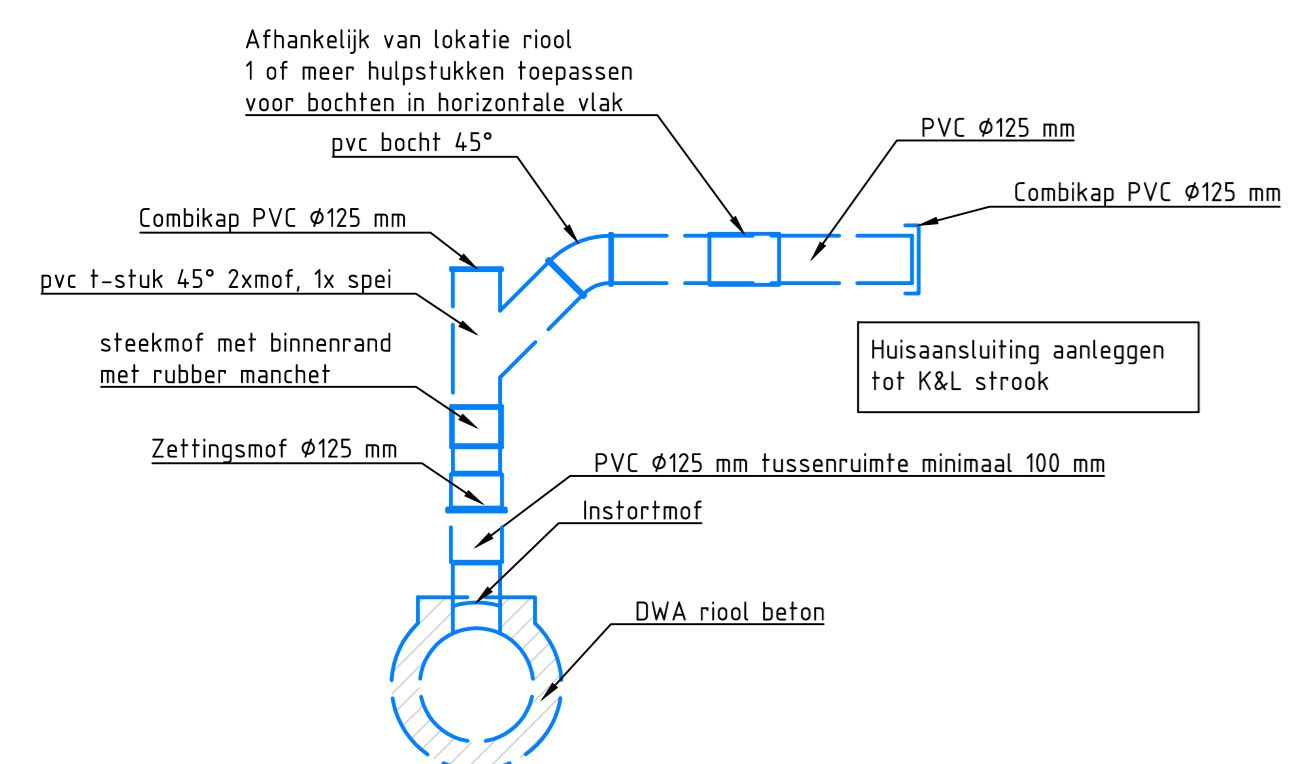 Afhankelijk van lokatie riool
1 of meer hulpstukken toepassen
voor bochten in horizontale vlak
PVC Ø125 mm
pvc bocht 45°
Combikap PVC Ø125 mm
Combikap PVC Ø125 mm
pvc t-stuk 45° 2xmof, 1x spei
steekmof met binnenrand
met rubber manchet
Huisaansluiting aanleggen
tot K&L strook
Zettingsmof Ø125 mm
PVC Ø125 mm tussenruimte minimaal 100 mm
Instortmof
DWA riool beton